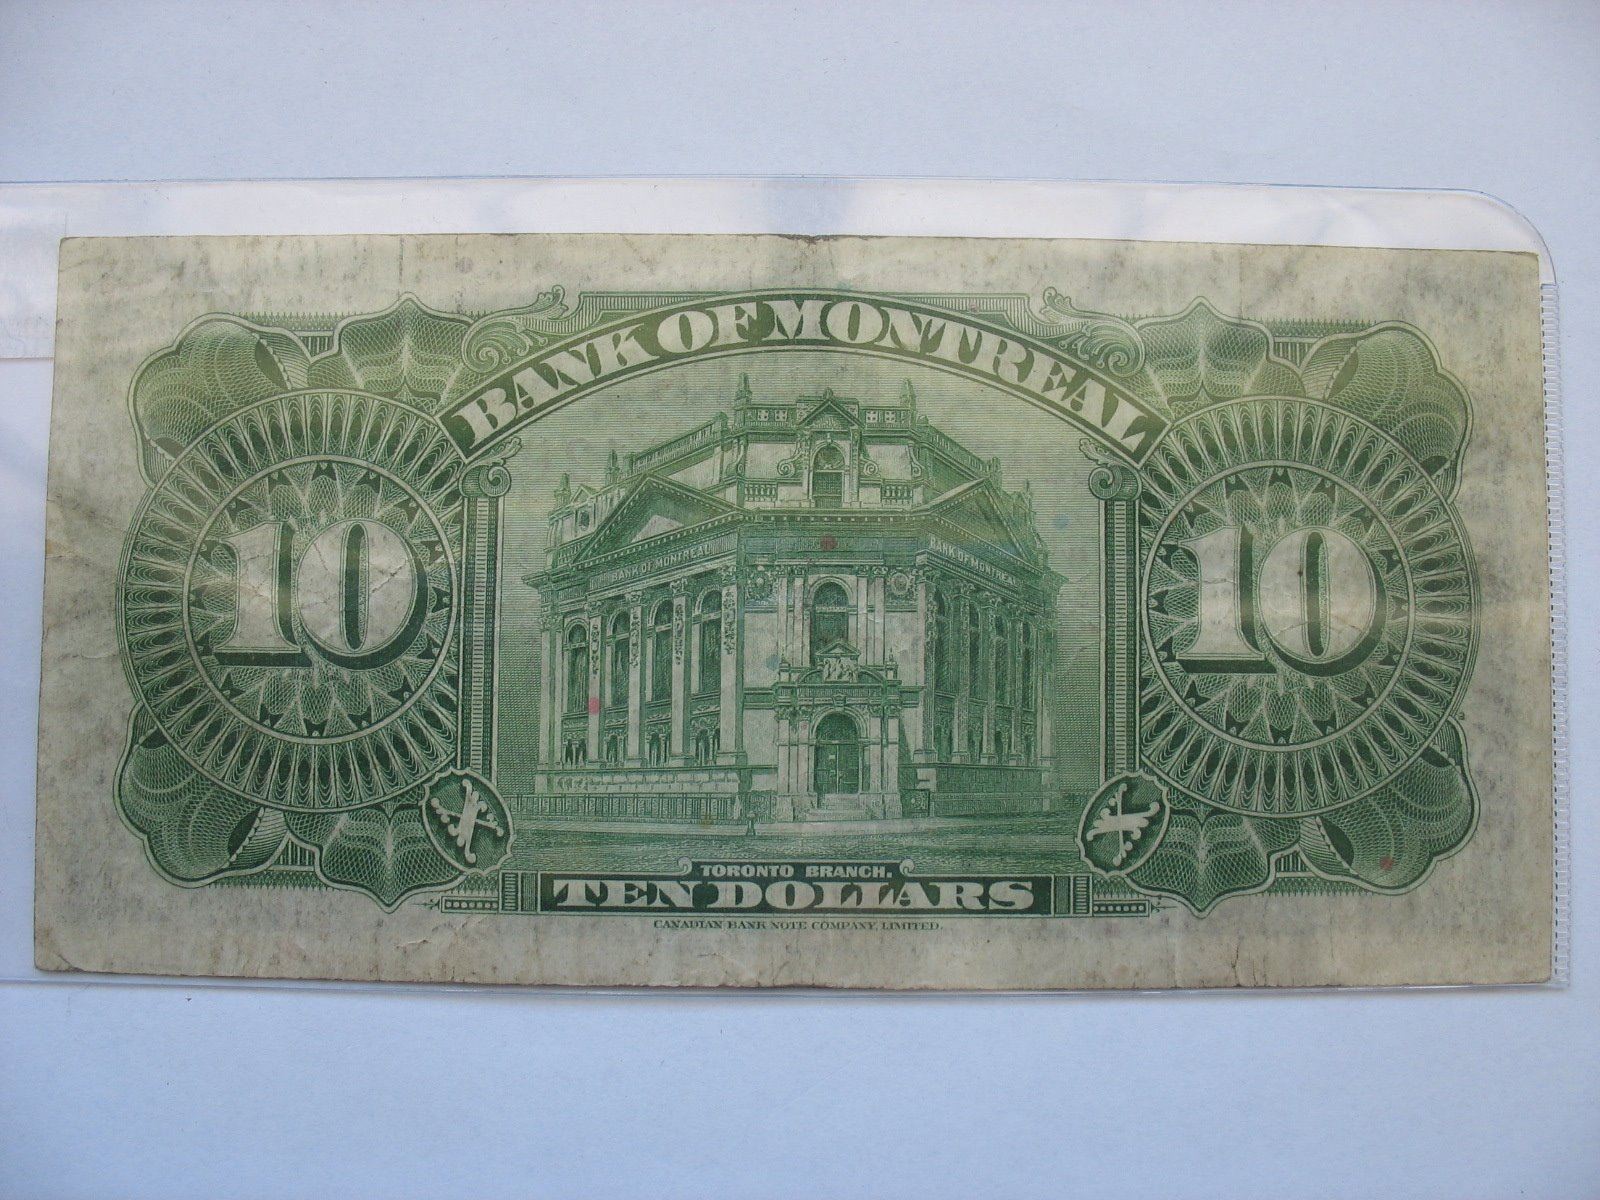 BANK OF MONTREAL
BANK OF MONTREAL
BANK OF MONTREAL
10
10
X
X
TORONTO BRANCH.
TEN DOLLARS
CANADIAN BANK NOTE COMPANY, LIMITED.